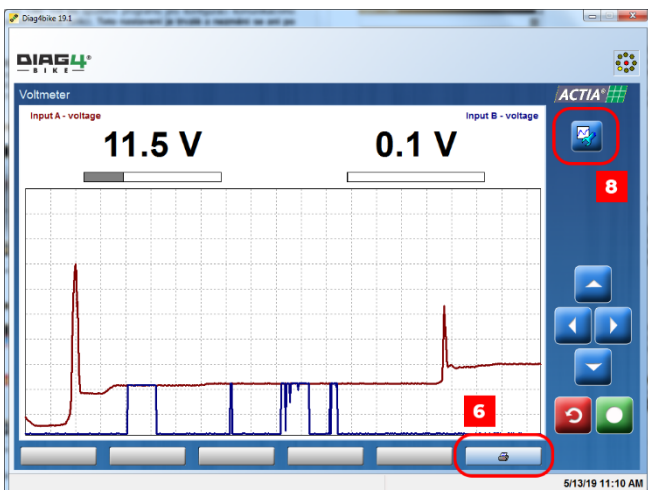 Diag4bike 19.1
DIAG4®
BIKE
Voltmeter
ACTIA®
Input A - voltage
Input B - voltage
11.5 V
0.1 V
8
6
5/13/19 11:10 AM